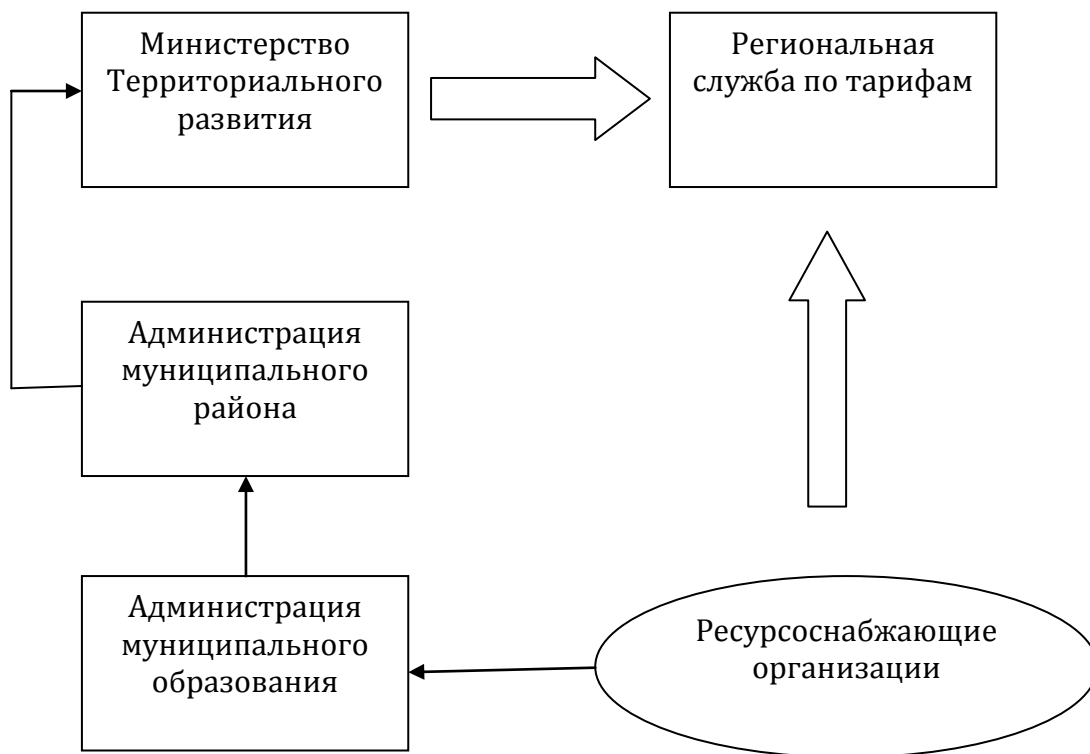 Министерство
Территориального
развития
Региональная
служба по тарифам
Администрация
муниципального
района
Администрация
муниципального
образования
Ресурсоснабжающие
организации